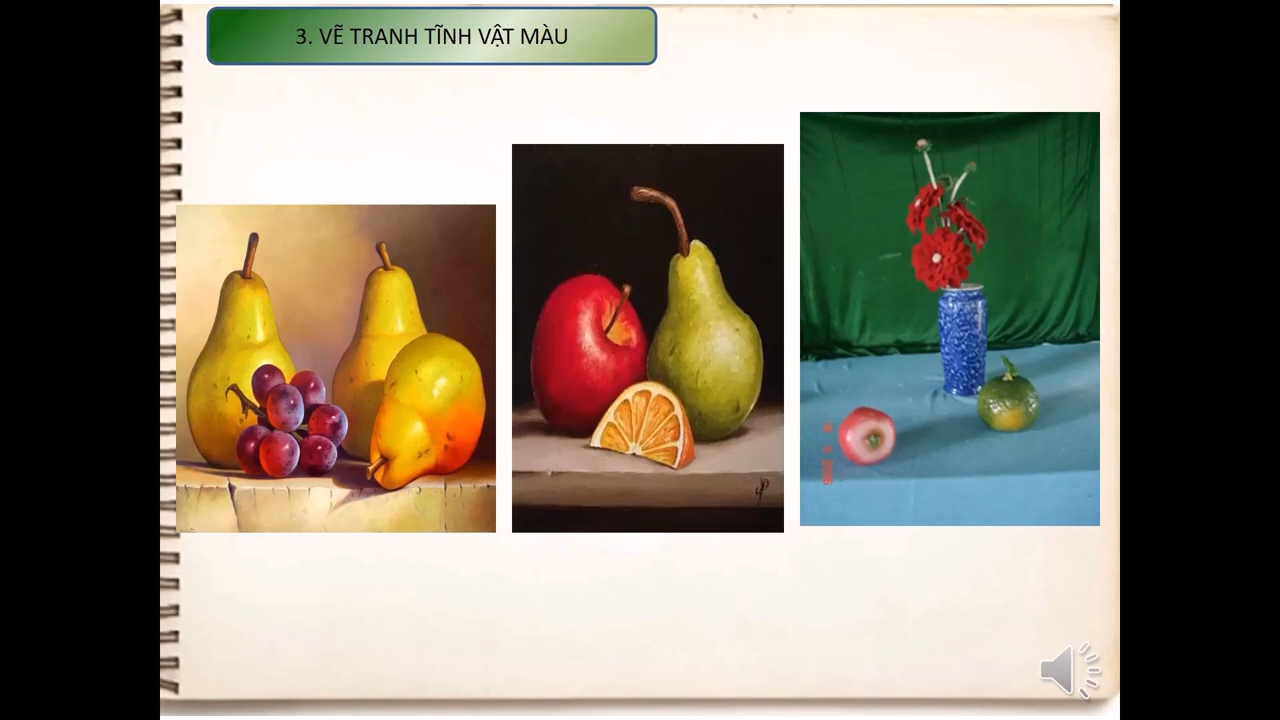 3. VẼ TRANH TĨNH VẬT MÀU